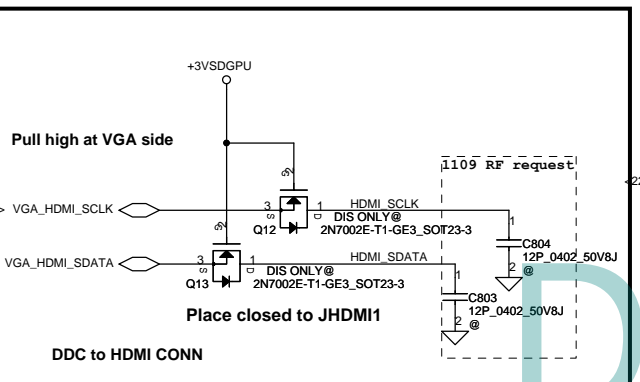 +3VSDGPU
Pull high at VGA side
1109 RF request
VGA_HDMI_SCLK
3
S
G
2
1
D
HDMI_SCLK
DIS ONLY@
Q12
2N7002E-T1-GE3_SOT23-3
1
2
C804
12P_0402_50V8J
@
VGA_HDMI_SDATA
3
S
G
2
1
D
HDMI_SDATA
DIS ONLY@
Q13
2N7002E-T1-GE3_SOT23-3
1
2
C803
12P_0402_50V8J
@
Place closed to JHDMI1
DDC to HDMI CONN